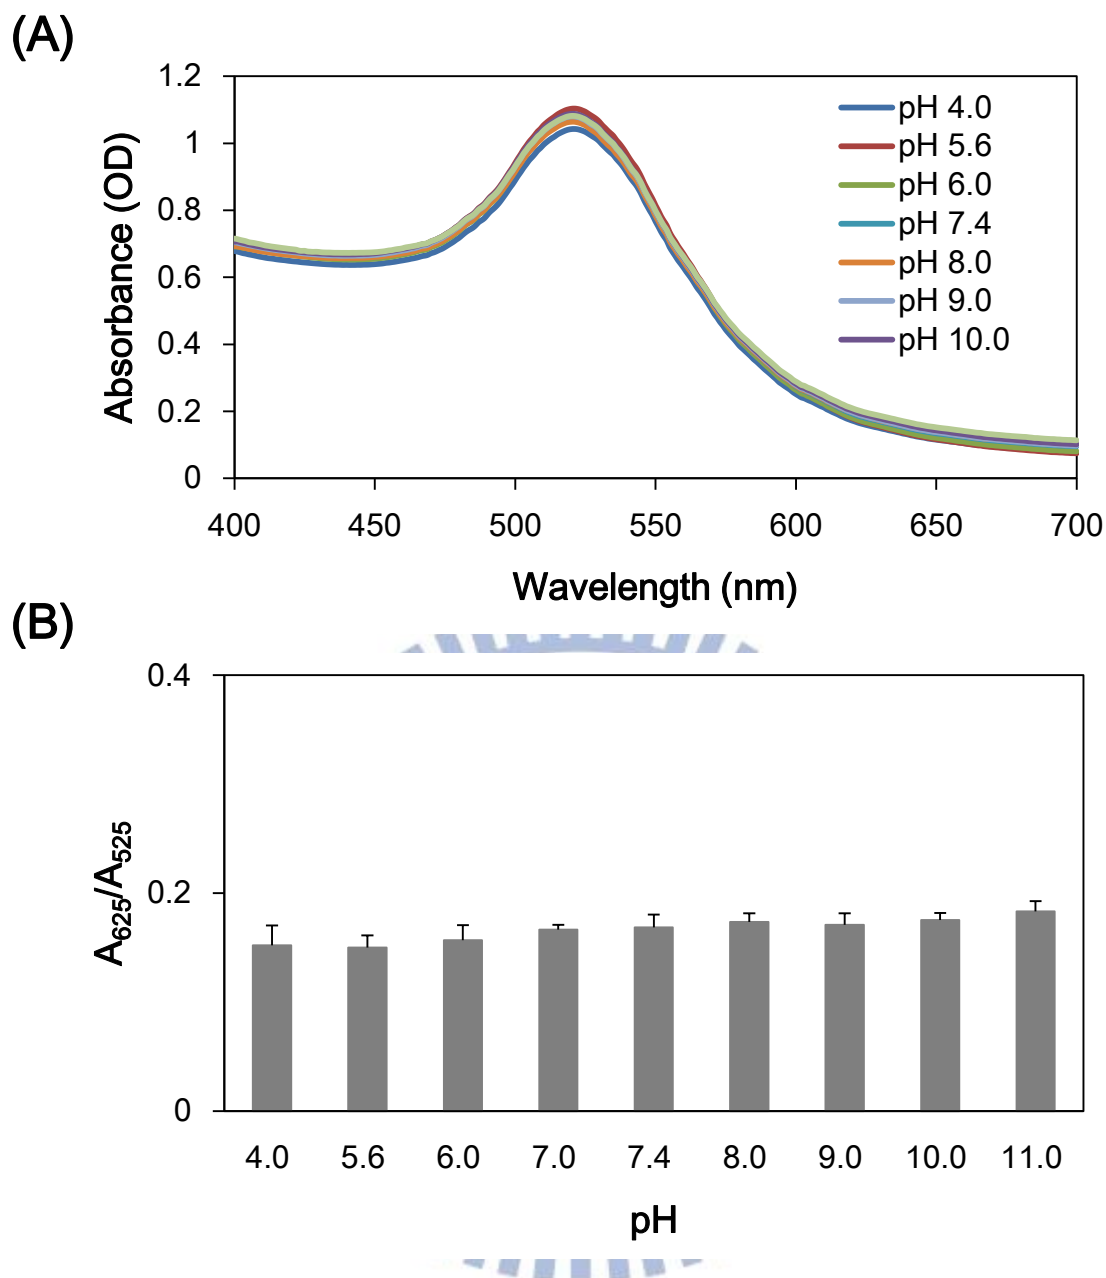 (A)
1.2
1
0.8
0.6
0.4
0.2
0
Absorbance (OD)
pH 4.0
pH 5.6
pH 6.0
pH 7.4
pH 8.0
pH 9.0
pH 10.0
400 450 500 550 600 650 700
Wavelength (nm)
(B)
0.4
0.2
0
A₆₂₅/A₅₂₅
4.0 5.6 6.0 7.0 7.4 8.0 9.0 10.0 11.0
pH